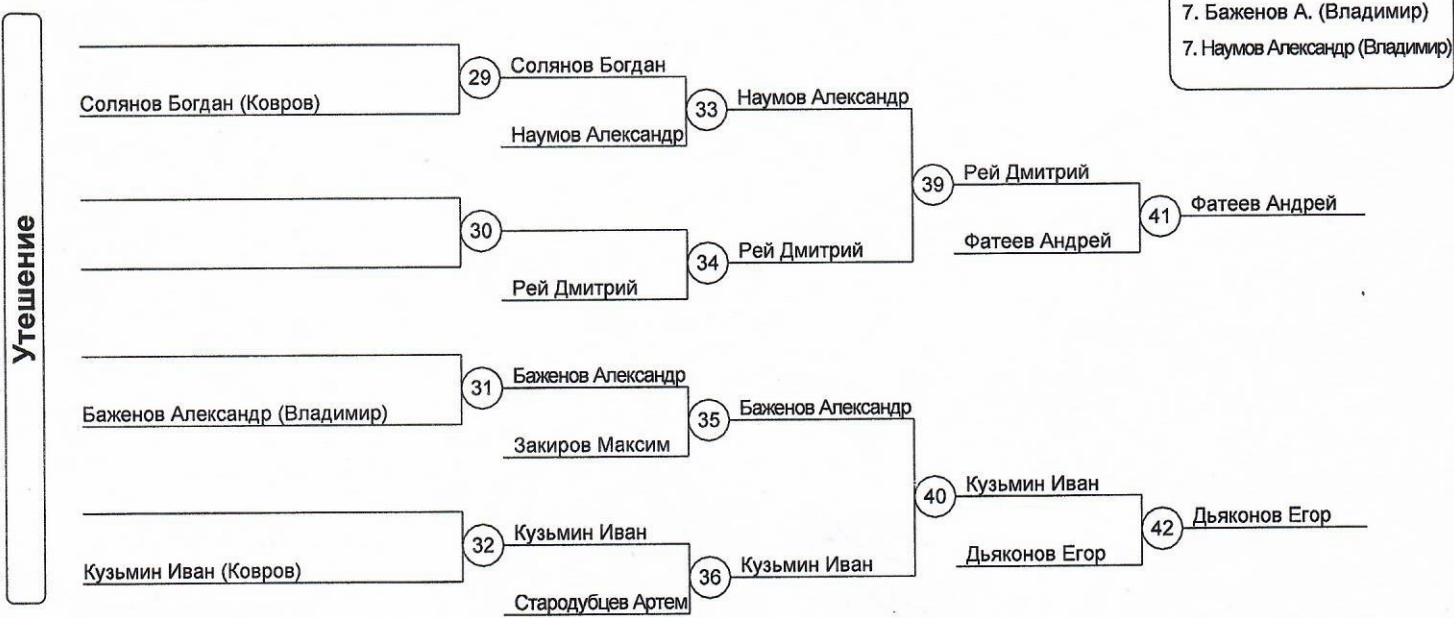 7. Баженов А. (Владимир)
7. Наумов Александр (Владимир)
Утешение
Солянов Богдан (Ковров)
29
Солянов Богдан
Наумов Александр
33
Наумов Александр
30
Рей Дмитрий
34
Рей Дмитрий
39
Рей Дмитрий
Фатеев Андрей
41
Фатеев Андрей
Баженов Александр (Владимир)
31
Баженов Александр
Закиров Максим
35
Баженов Александр
Кузьмин Иван (Ковров)
32
Кузьмин Иван
Стародубцев Артем
36
Кузьмин Иван
40
Кузьмин Иван
Дьяконов Егор
42
Дьяконов Егор